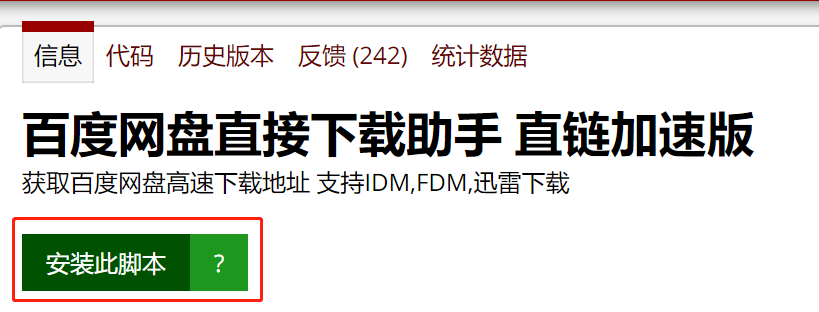 信息 代码 历史版本 反馈 (242) 统计数据
百度网盘直接下载助手 直链加速版
获取百度网盘高速下载地址 支持IDM,FDM,迅雷下载
安装此脚本 ?